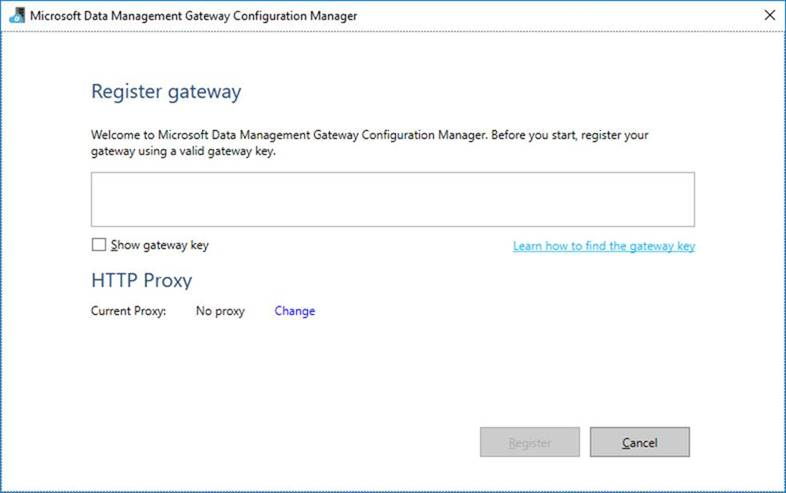 Microsoft Data Management Gateway Configuration Manager
Register gateway
Welcome to Microsoft Data Management Gateway Configuration Manager. Before you start, register your
gateway using a valid gateway key.
Show gateway key
Learn how to find the gateway key
HTTP Proxy
Current Proxy: No proxy Change
Register Cancel